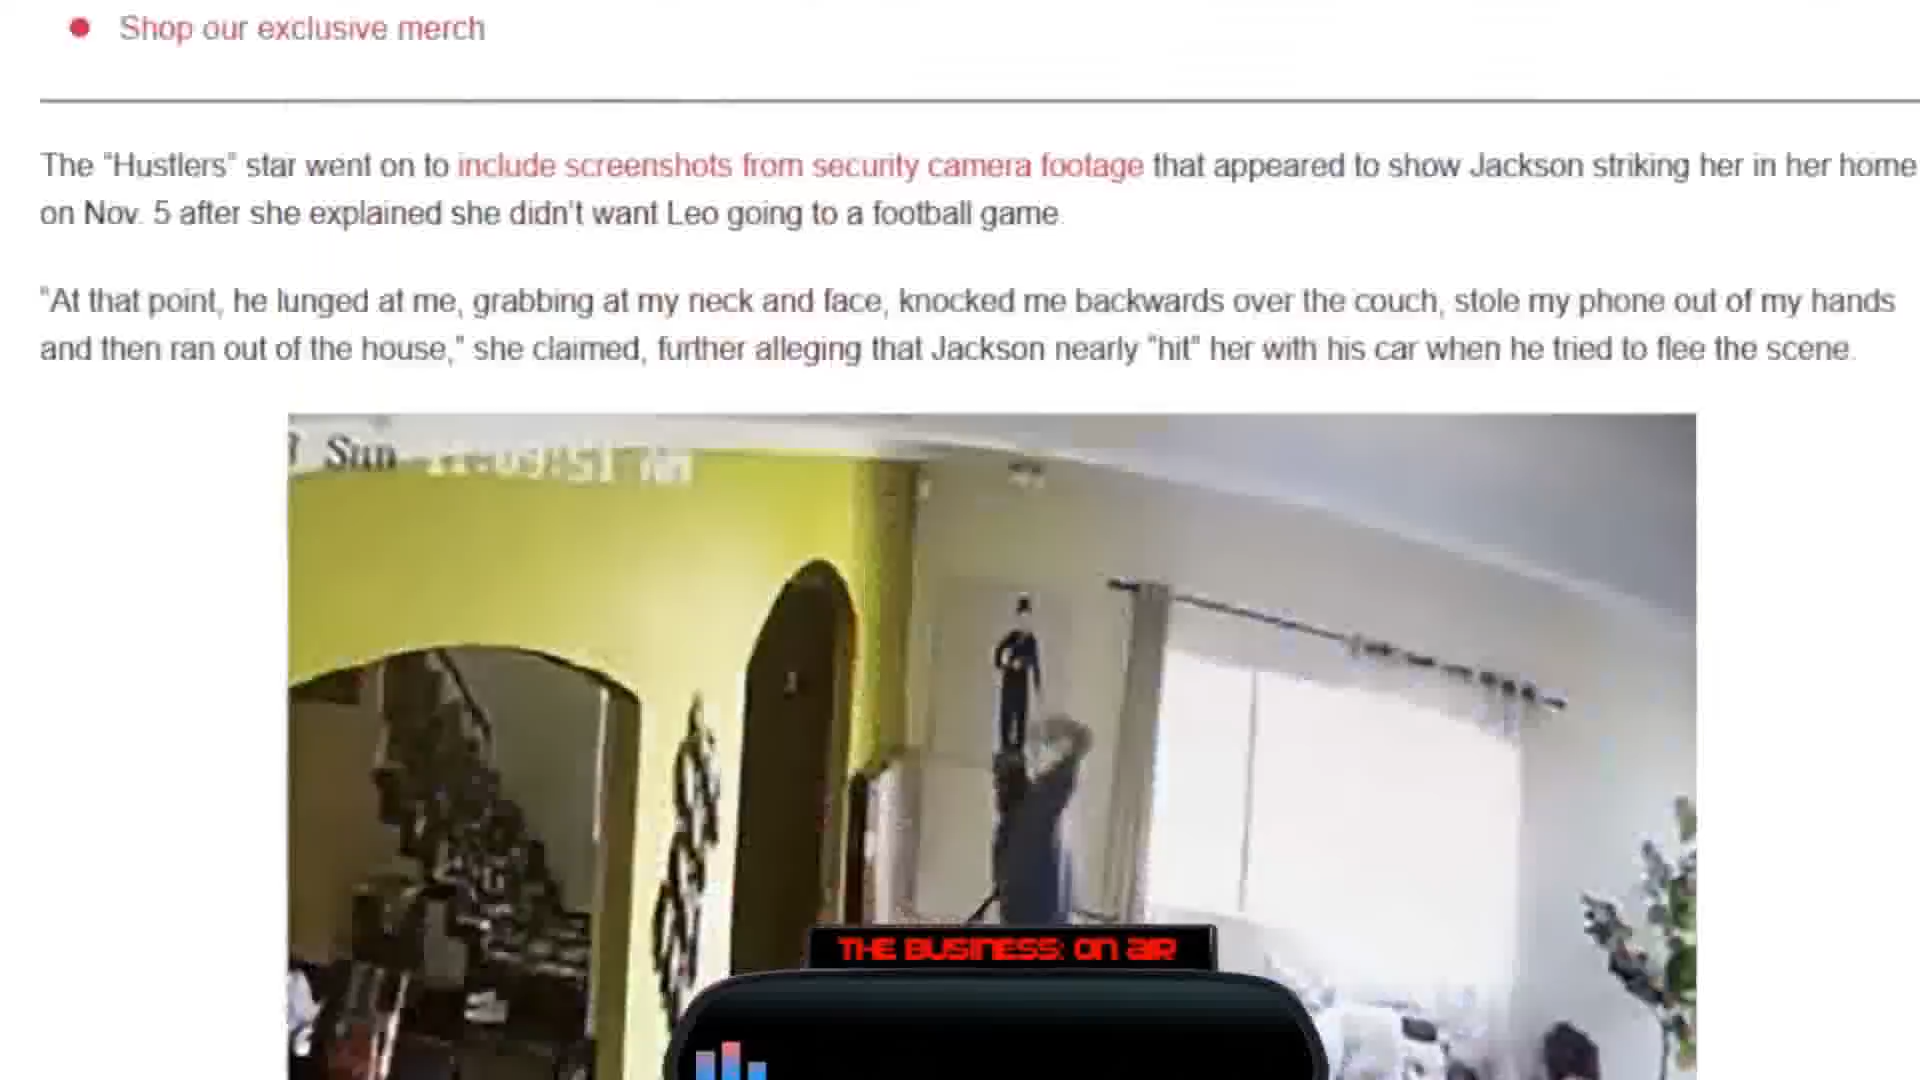 Shop our exclusive merch
The "Hustlers" star went on to include screenshots from security camera footage that appeared to show Jackson striking her in her home
on Nov. 5 after she explained she didn't want Leo going to a football game.
"At that point, he lunged at me, grabbing at my neck and face, knocked me backwards over the couch, stole my phone out of my hands
and then ran out of the house," she claimed, further alleging that Jackson nearly "hit" her with his car when he tried to flee the scene.
Sun
THE BUSINESS: ON AIR